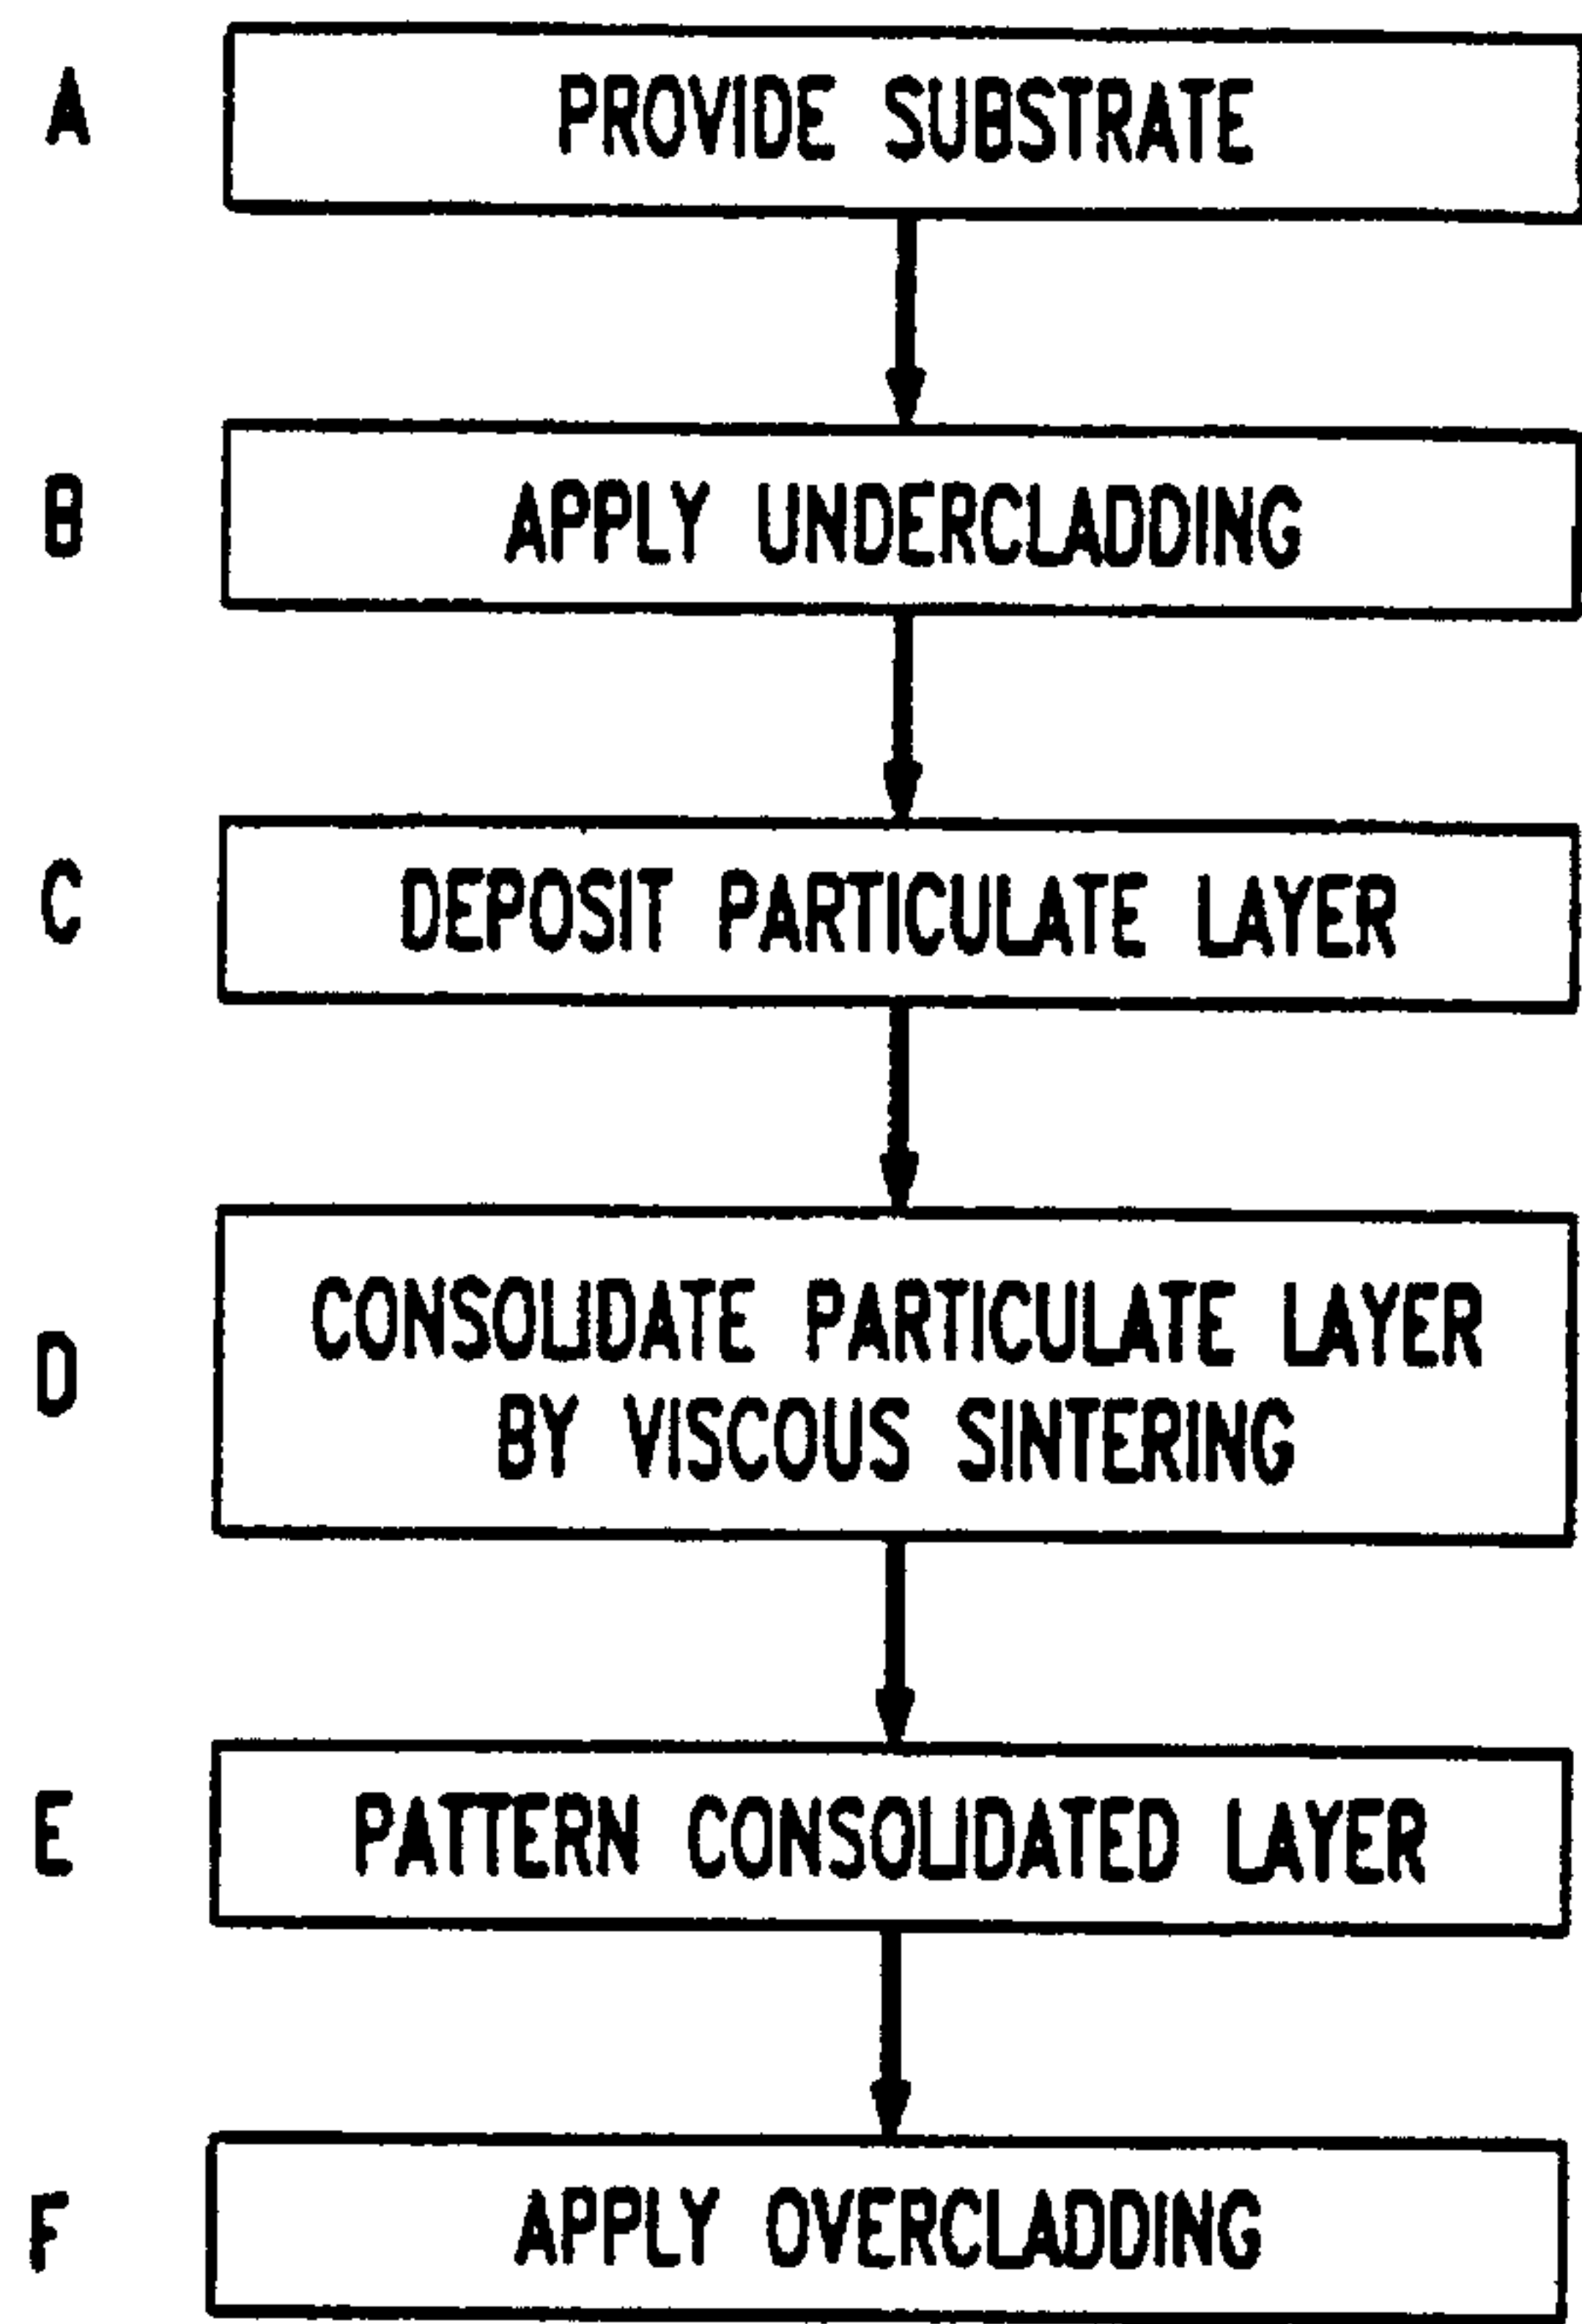 A
PROVIDE SUBSTRATE
B
APPLY UNDERCLADDING
C
DEPOSIT PARTICULATE LAYER
D
CONSOLIDATE PARTICULATE LAYER
BY VISCOUS SINTERING
E
PATTERN CONSOLIDATED LAYER
F
APPLY OVERCLADDING